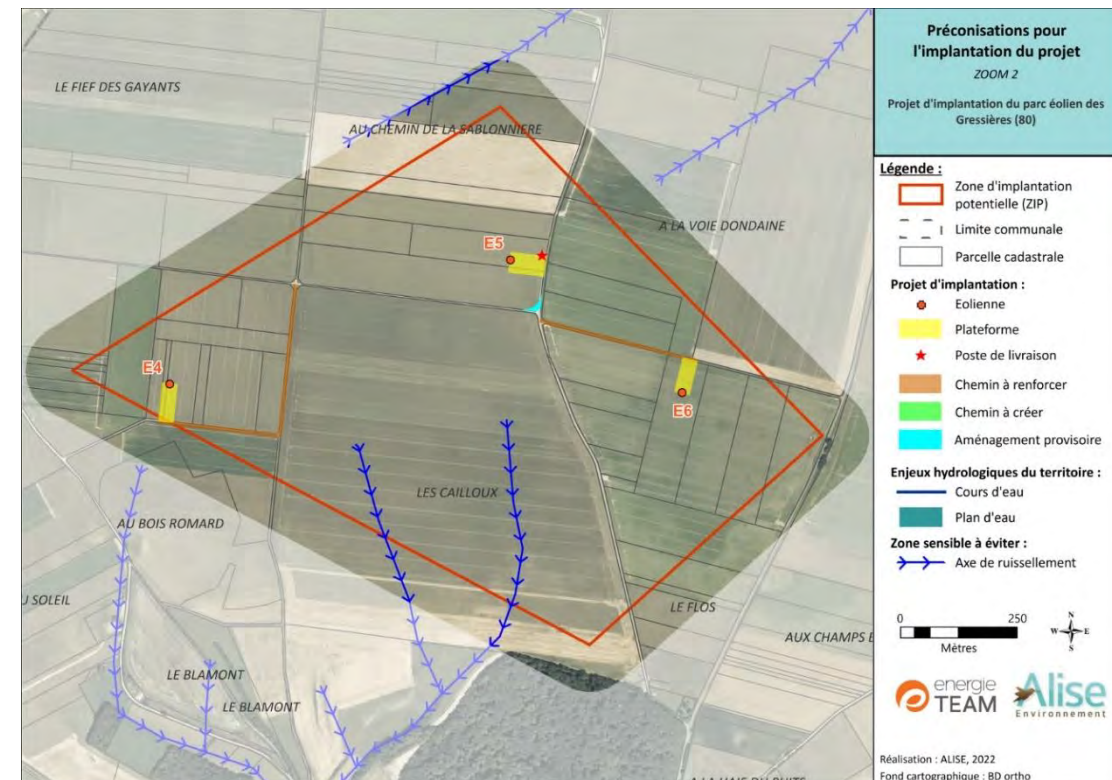 LE FIEF DES GAYANTS
AU CHEMIN DE LA SABLONNIERE
A LA VOIE DONDAINE
E5
E4
E6
LES CAILLOUX
AU BOIS ROMARD
U SOLEIL
LE FLOS
AUX CHAMPS E
LE BLAMONT
LE BLAMONT
A LA HAIE DU PUITS
Préconisations pour
l'implantation du projet
ZOOM 2
Projet d'implantation du parc éolien des
Gressières (80)
Légende :
Zone d'implantation
potentielle (ZIP)
Limite communale
Parcelle cadastrale
Projet d'implantation :
Eolienne
Plateforme
Poste de livraison
Chemin à renforcer
Chemin à créer
Aménagement provisoire
Enjeux hydrologiques du territoire :
Cours d'eau
Plan d'eau
Zone sensible à éviter :
Axe de ruissellement
0 250
Mètres
N
W E
S
energie
TEAM
Alise
Environnement
Réalisation : ALISE, 2022
Fond cartographique : BD ortho